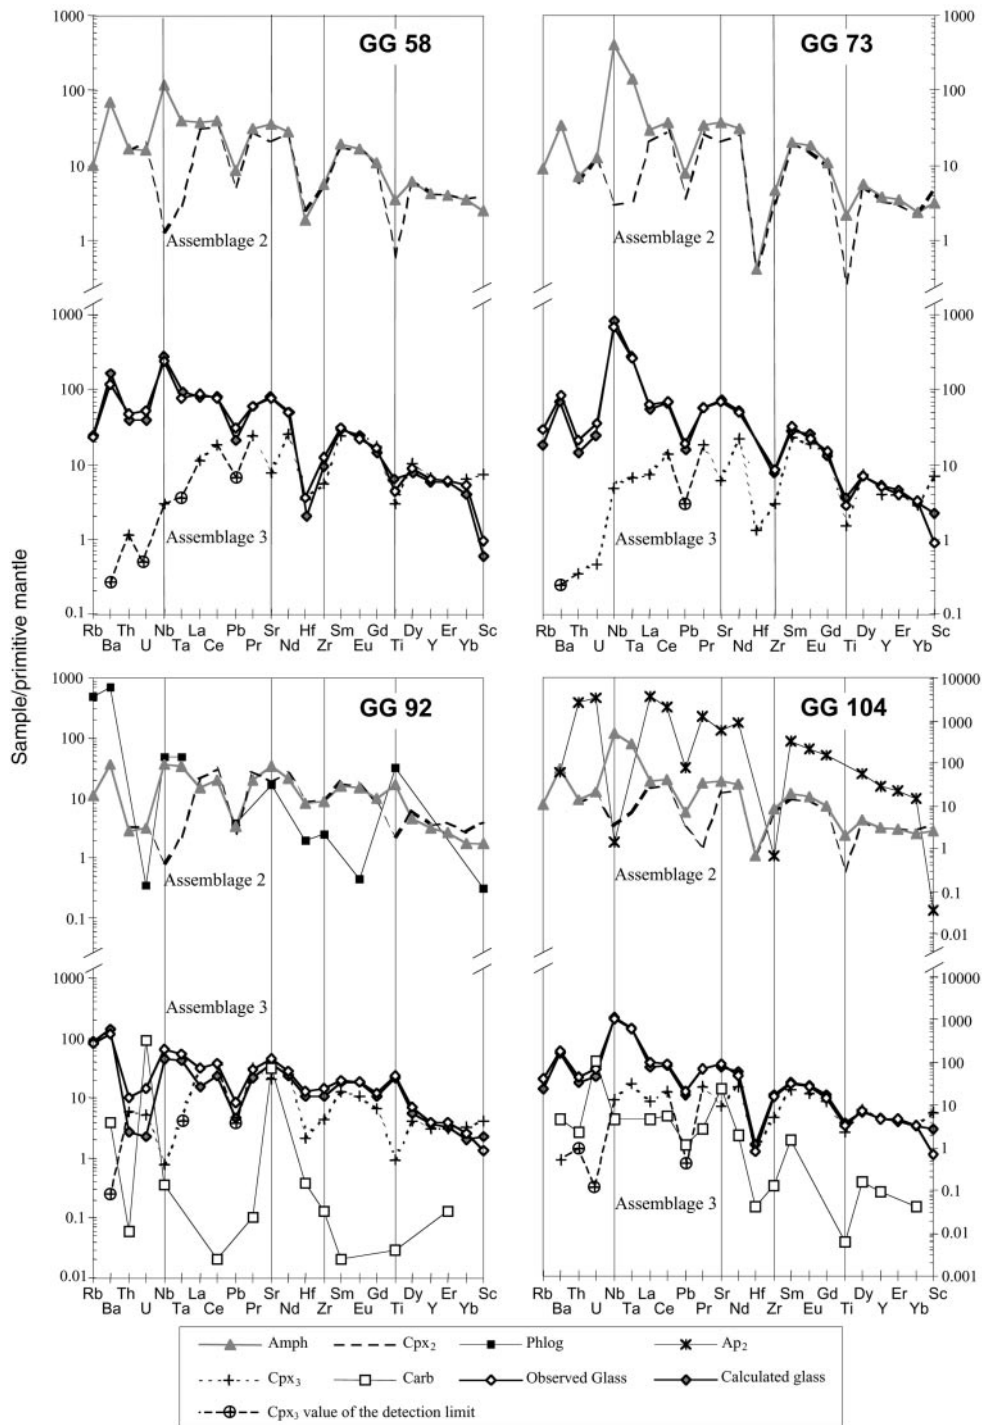 Sample/primitive mantle
GG 58
1000
100
10
1
Assemblage 2
1000
100
10
1
0.1
Assemblage 3
Rb Ba Th U Nb Ta La Ce Pb Pr Sr Nd Hf Zr Sm Eu Gd Ti Dy Y Er Yb Sc
GG 73
1000
100
10
1
Assemblage 2
1000
100
10
1
0.1
Assemblage 3
Rb Ba Th U Nb Ta La Ce Pb Pr Sr Nd Hf Zr Sm Eu Gd Ti Dy Y Er Yb Sc
GG 92
1000
100
10
1
0.1
Assemblage 2
Assemblage 3
1000
100
10
1
0.1
0.01
Rb Ba Th U Nb Ta La Ce Pb Pr Sr Nd Hf Zr Sm Eu Gd Ti Dy Y Er Yb Sc
GG 104
10000
1000
100
10
1
0.1
0.01
Assemblage 2
10000
1000
100
10
1
0.1
0.01
0.001
Assemblage 3
Rb Ba Th U Nb Ta La Ce Pb Pr Sr Nd Hf Zr Sm Eu Gd Ti Dy Y Er Yb Sc
Amph Cpx₂ Phlog Ap₂
Cpx₃ Carb Observed Glass Calculated glass
Cpx₃ value of the detection limit